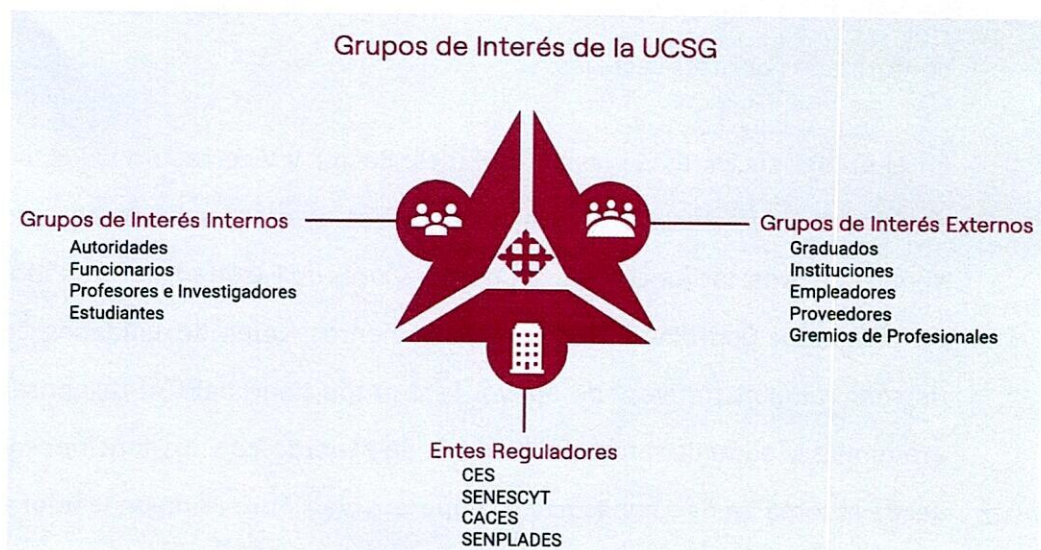 Grupos de Interés de la UCSG
Grupos de Interés Internos
Autoridades
Funcionarios
Profesores e Investigadores
Estudiantes
Grupos de Interés Externos
Graduados
Instituciones
Empleadores
Proveedores
Gremios de Profesionales
Entes Reguladores
CES
SENESCYT
CACES
SENPLADES